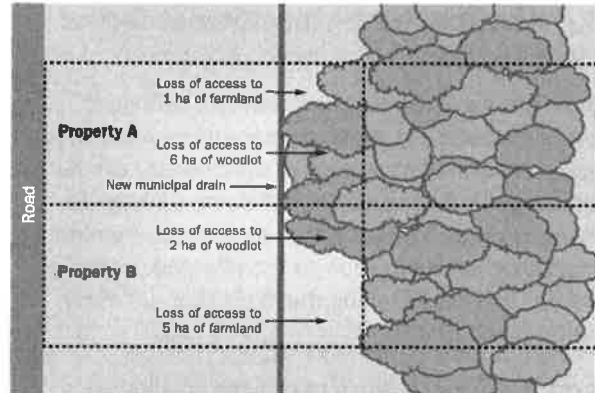 Loss of access to
1 ha of farmland
Property A
Loss of access to
6 ha of woodlot
New municipal drain
Road
Loss of access to
2 ha of woodlot
Property B
Loss of access to
5 ha of farmland